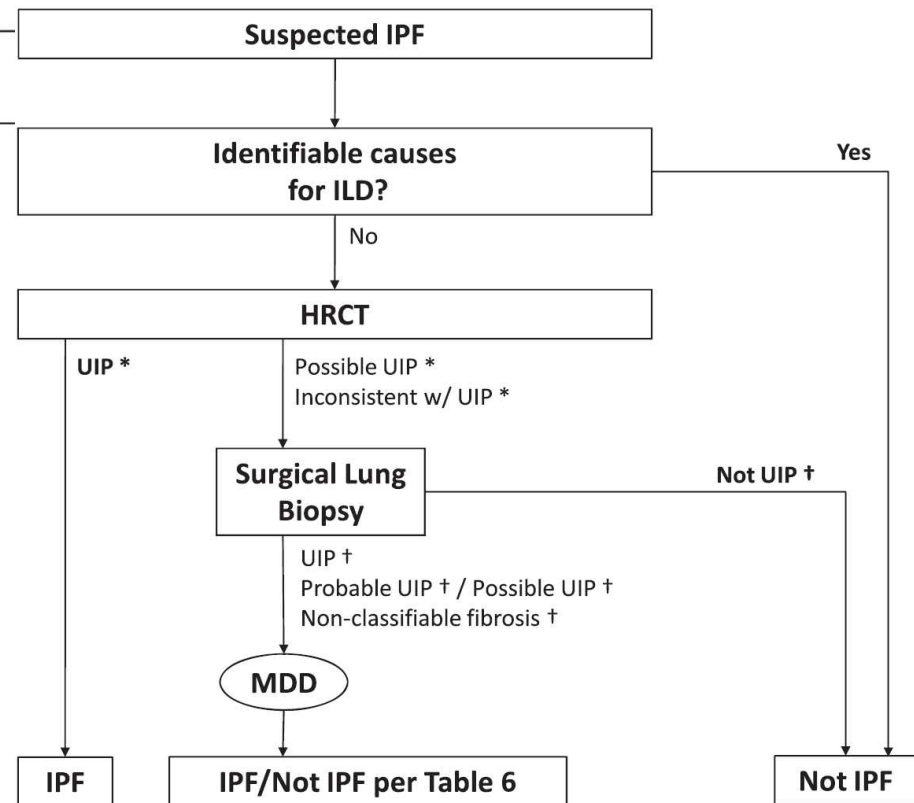 Suspected IPF
Identifiable causes
for ILD?
Yes
No
HRCT
UIP *
Possible UIP *
Inconsistent w/ UIP *
Surgical Lung
Biopsy
Not UIP †
UIP †
Probable UIP † / Possible UIP †
Non-classifiable fibrosis †
MDD
IPF
IPF/Not IPF per Table 6
Not IPF